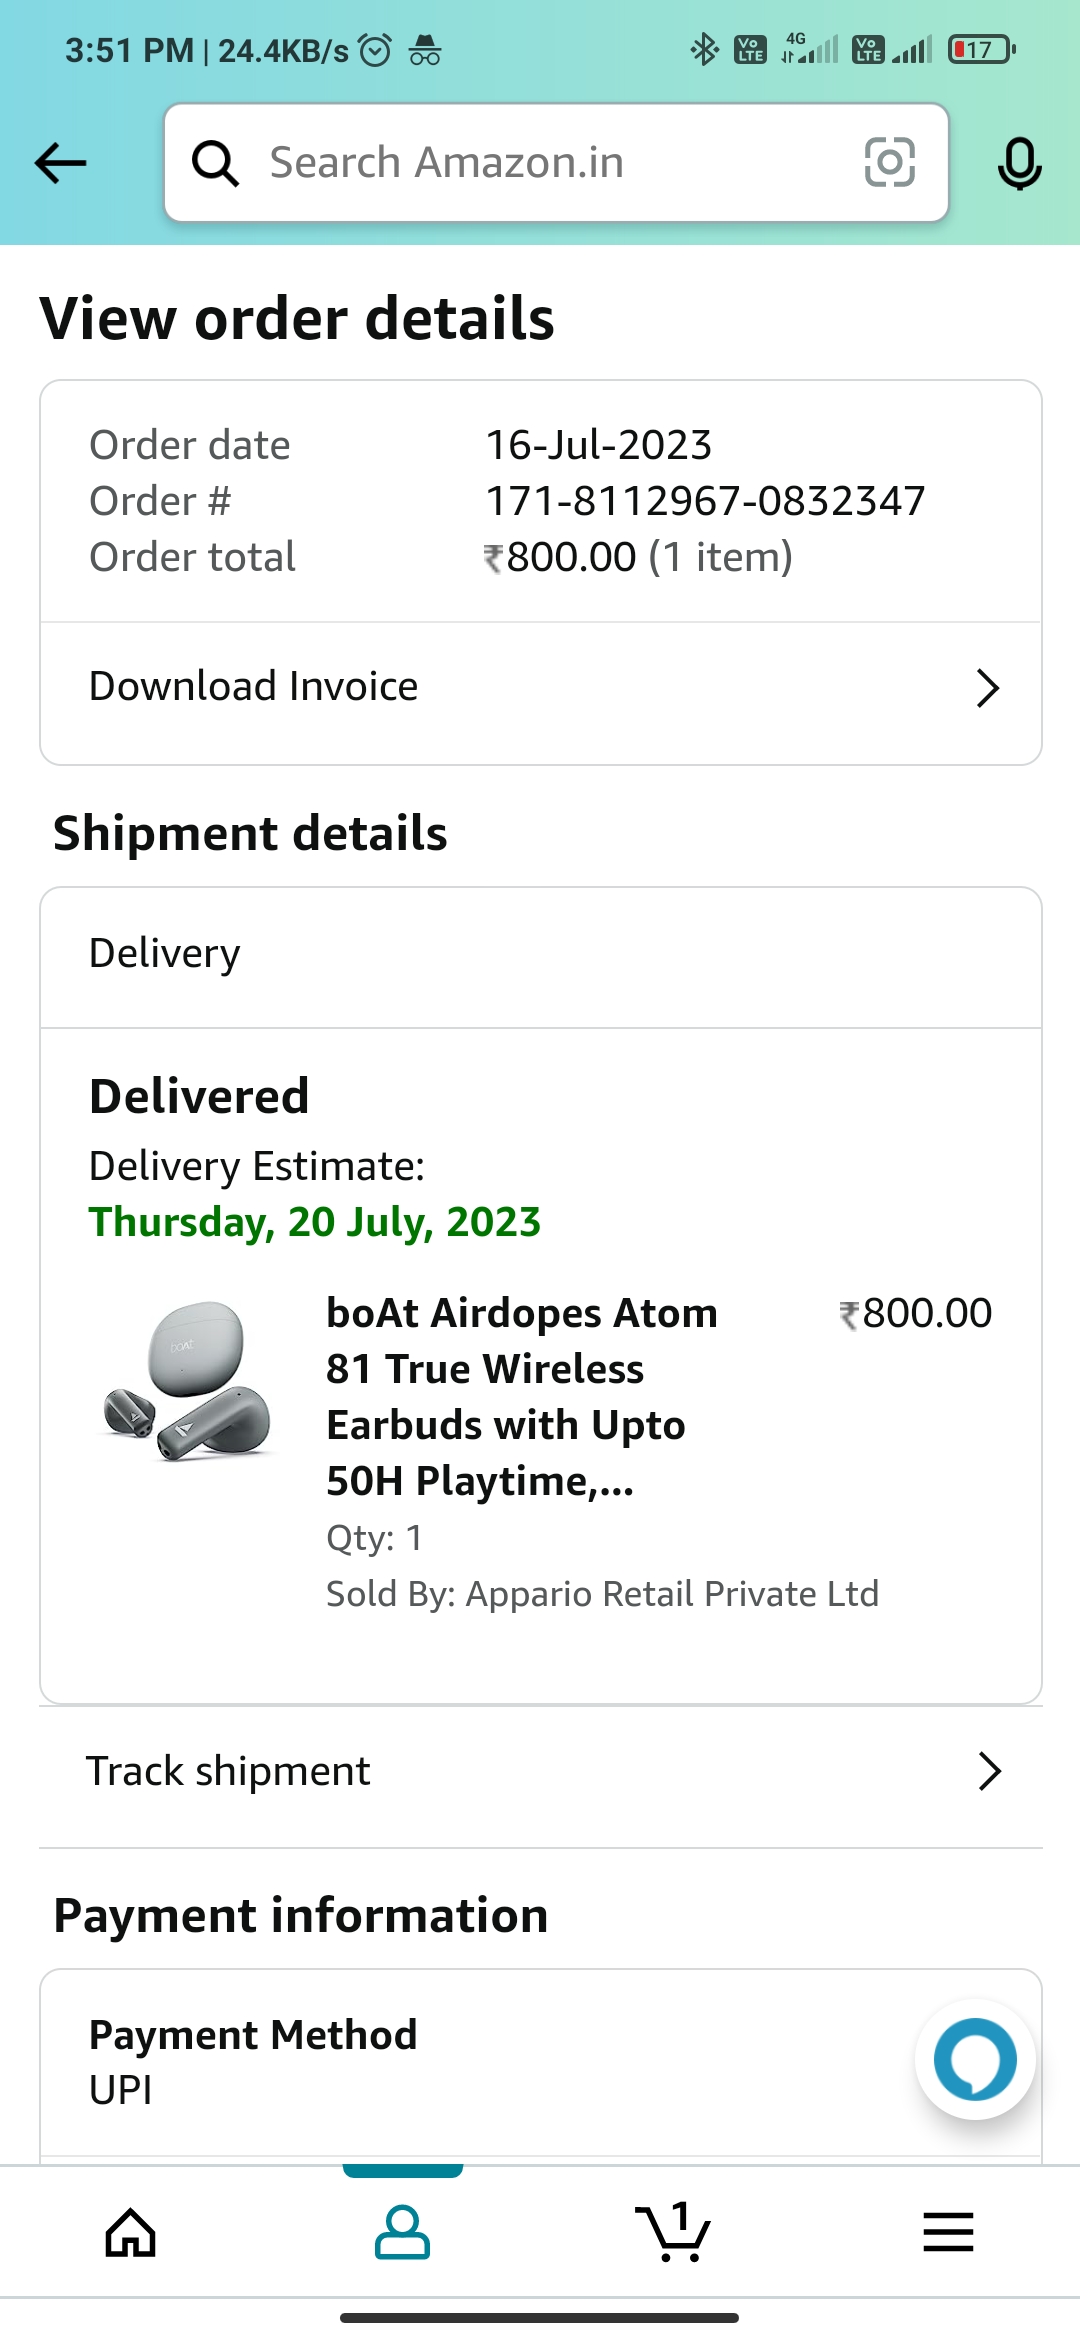 3:51 PM | 24.4KB/s
Vo LTE 4G Vo LTE 17
Search Amazon.in
View order details
Order date 16-Jul-2023
Order # 171-8112967-0832347
Order total ₹800.00 (1 item)
Download Invoice
Shipment details
Delivery
Delivered
Delivery Estimate:
Thursday, 20 July, 2023
boAt
boAt Airdopes Atom ₹800.00
81 True Wireless
Earbuds with Upto
50H Playtime,...
Qty: 1
Sold By: Appario Retail Private Ltd
Track shipment
Payment information
Payment Method
UPI
1